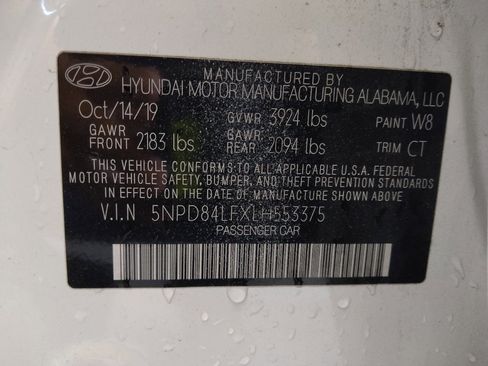 MANUFACTURED BY
HYUNDAI MOTOR MANUFACTURING ALABAMA, LLC
Oct/14/19 GVWR 3924 lbs PAINT W8
GAWR FRONT 2183 lbs GAWR REAR 2094 lbs TRIM CT
THIS VEHICLE CONFORMS TO ALL APPLICABLE U.S.A. FEDERAL
MOTOR VEHICLE SAFETY, BUMPER, AND THEFT PREVENTION STANDARDS
IN EFFECT ON THE DATE OF MANUFACTURE SHOWN ABOVE.
V.I.N 5NPD84LFXLH553375
PASSENGER CAR